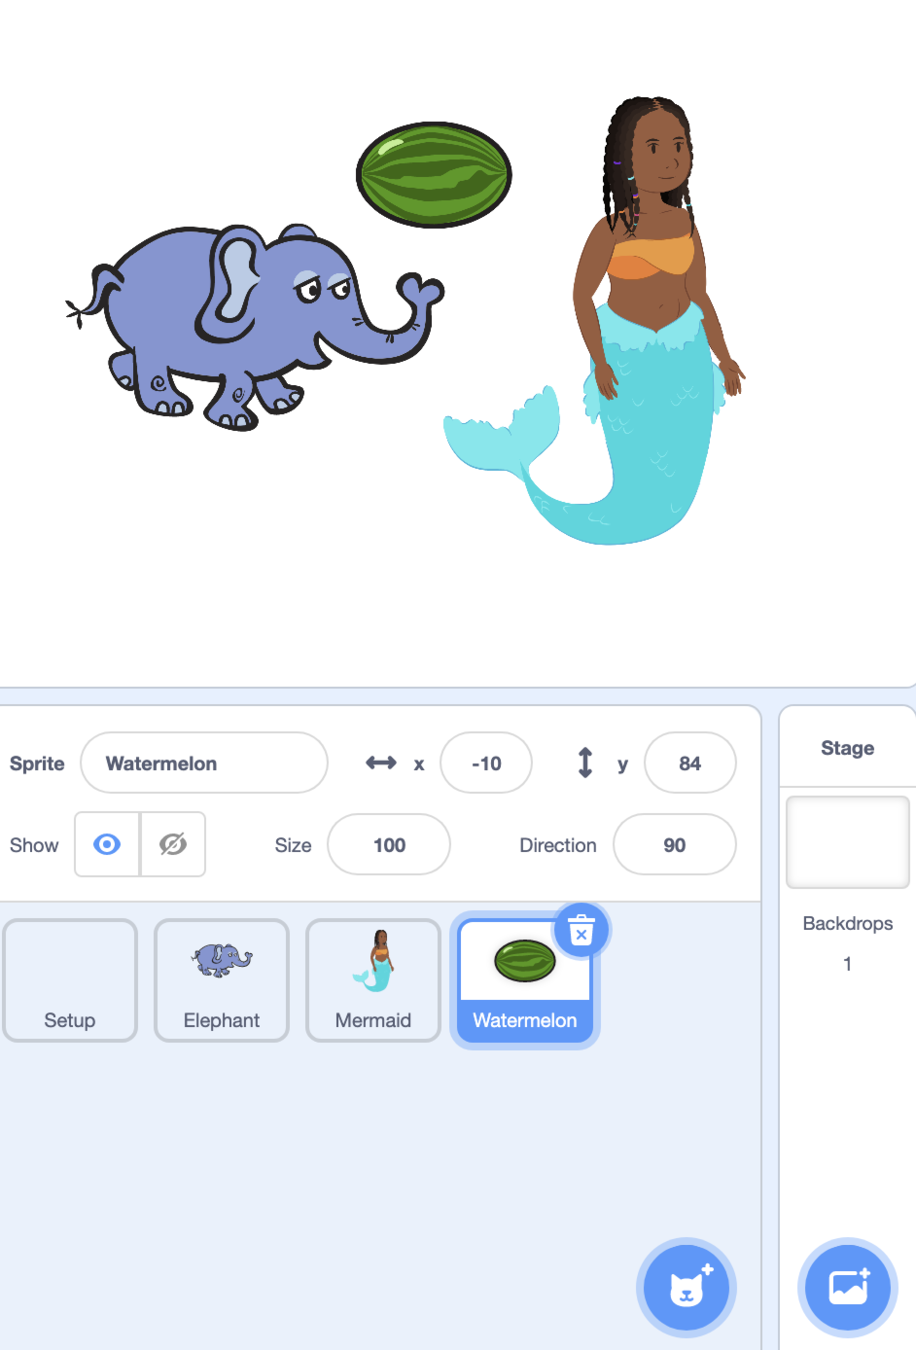 Sprite Watermelon x -10 y 84
Show Size 100 Direction 90
Setup Elephant Mermaid Watermelon
Stage
Backdrops
1